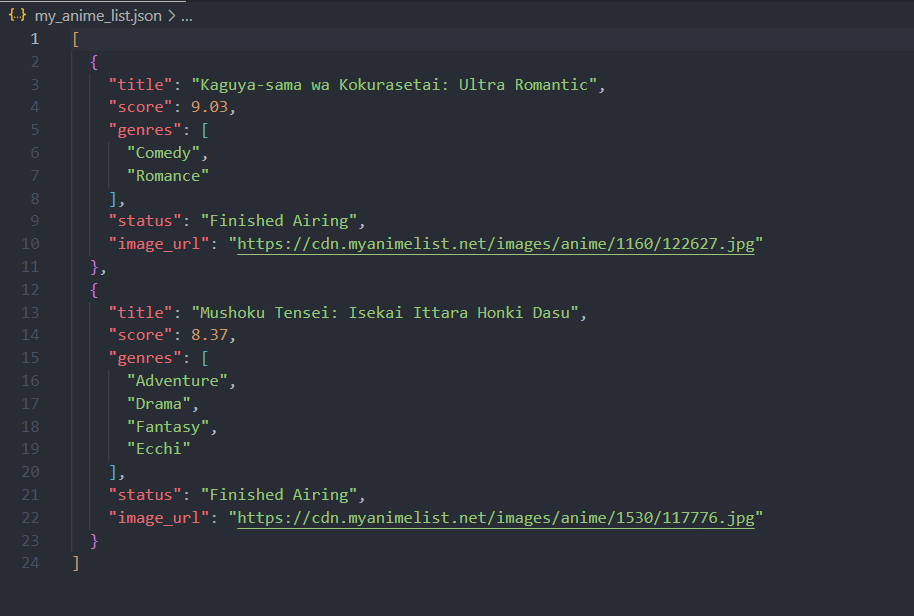 {..} my_anime_list.json > ...
1 [
2 {
3 "title": "Kaguya-sama wa Kokurasetai: Ultra Romantic",
4 "score": 9.03,
5 "genres": [
6 "Comedy",
7 "Romance"
8 ],
9 "status": "Finished Airing",
10 "image_url": "https://cdn.myanimelist.net/images/anime/1160/122627.jpg"
11 },
12 {
13 "title": "Mushoku Tensei: Isekai Ittara Honki Dasu",
14 "score": 8.37,
15 "genres": [
16 "Adventure",
17 "Drama",
18 "Fantasy",
19 "Ecchi"
20 ],
21 "status": "Finished Airing",
22 "image_url": "https://cdn.myanimelist.net/images/anime/1530/117776.jpg"
23 }
24 ]